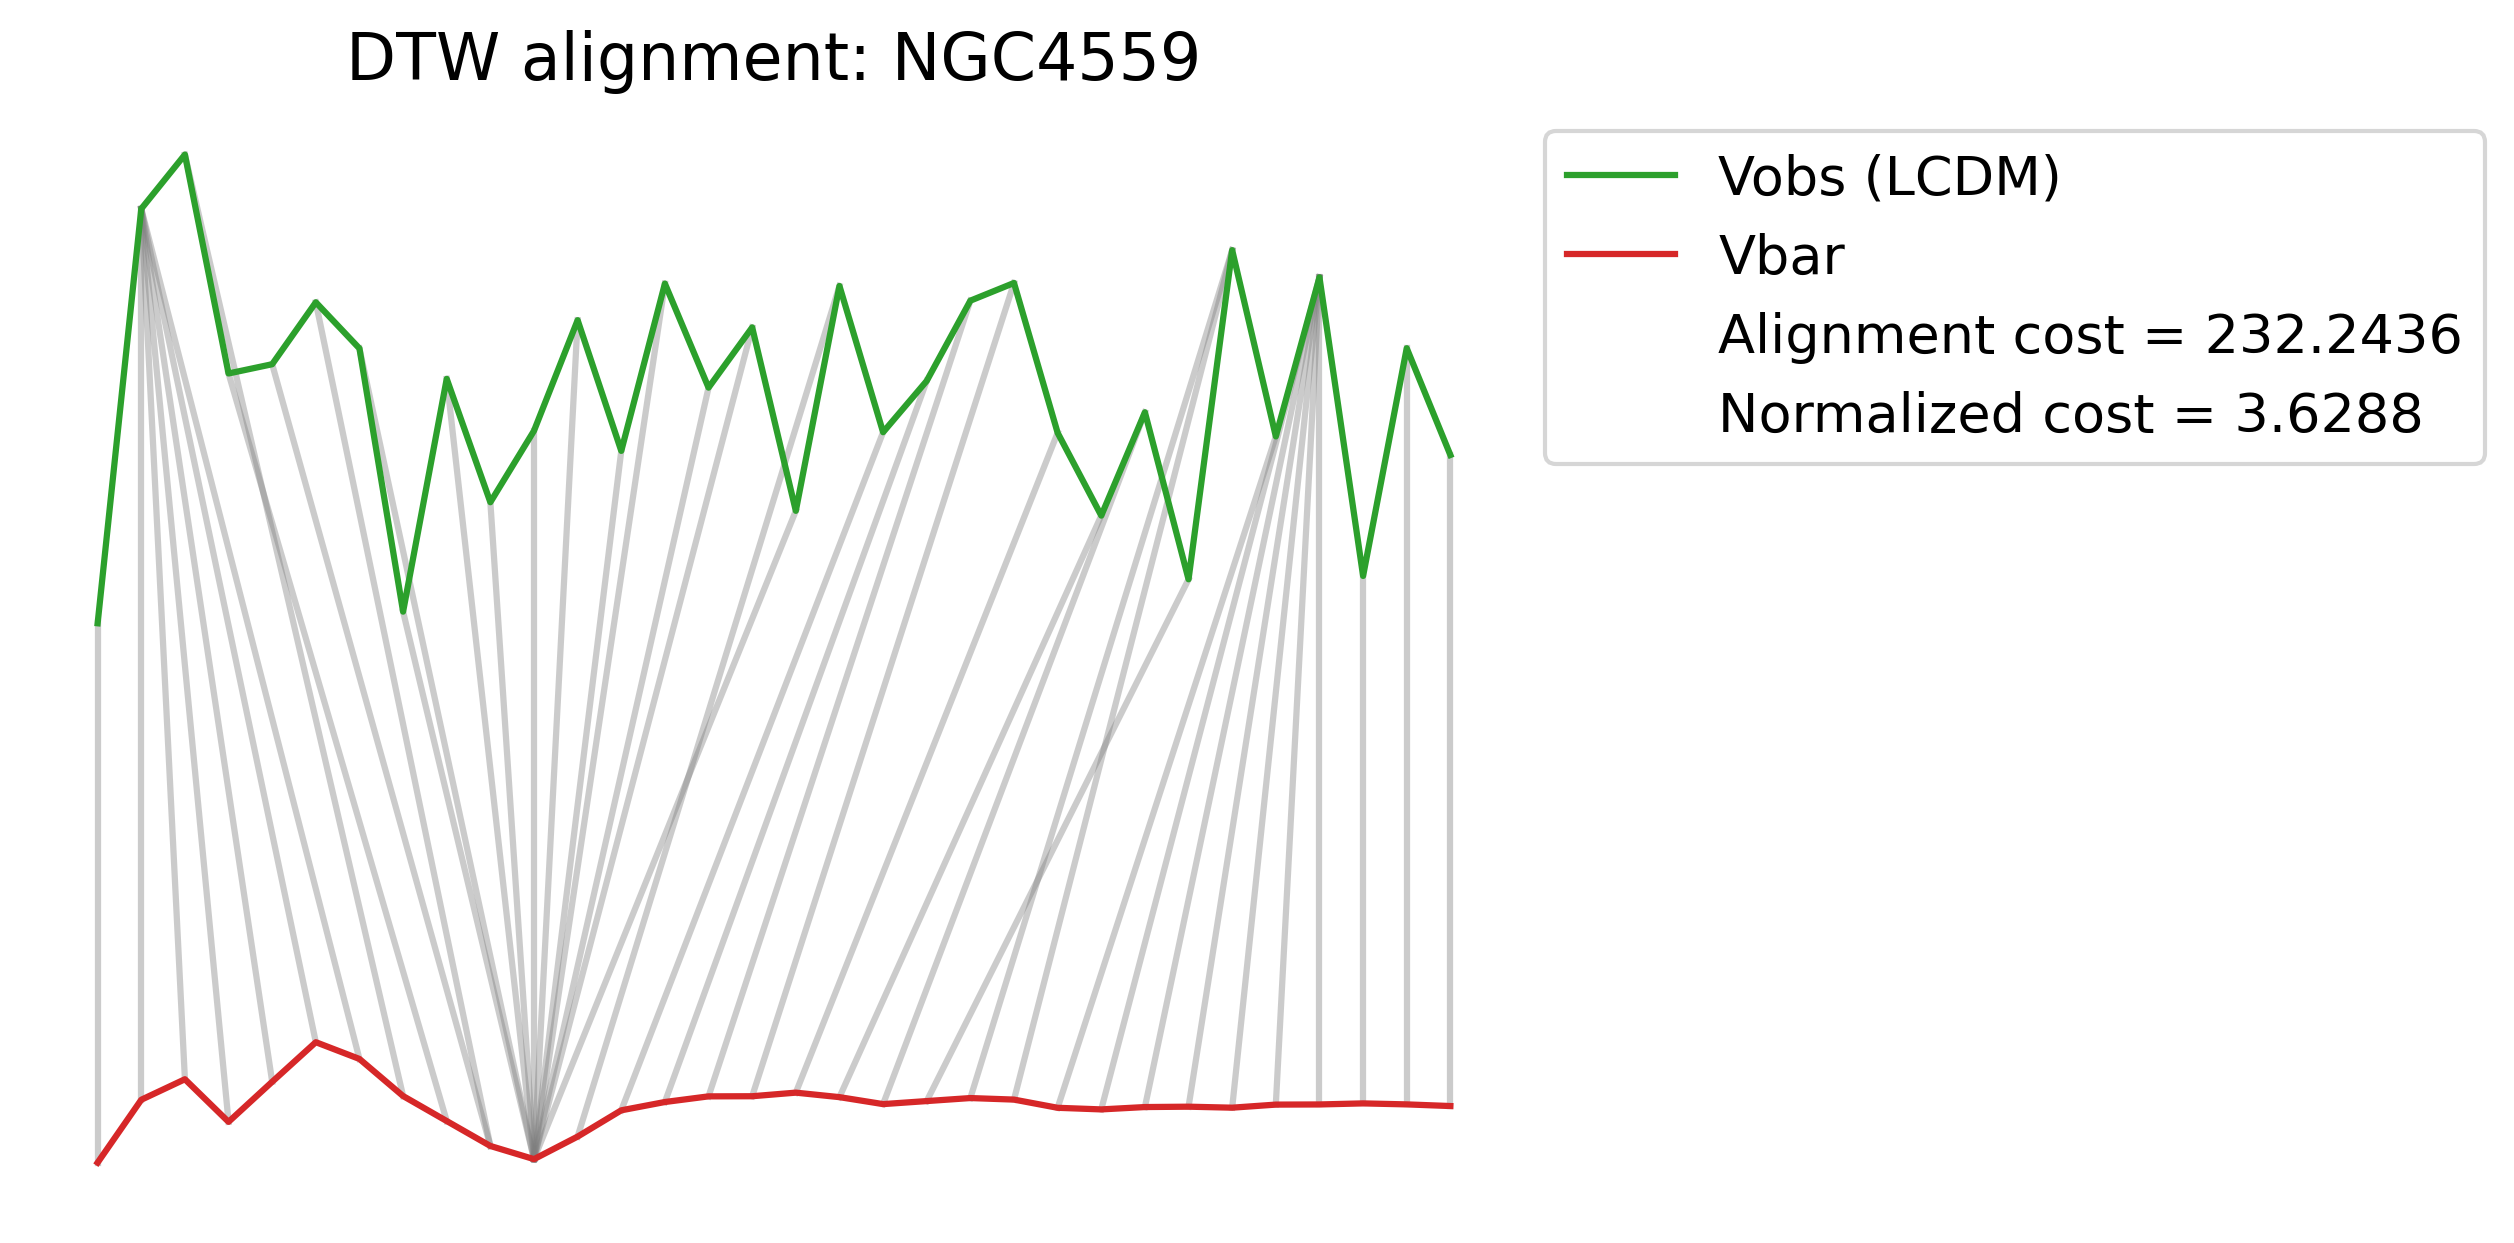 DTW alignment: NGC4559
Vobs (LCDM)
Vbar
Alignment cost = 232.2436
Normalized cost = 3.6288